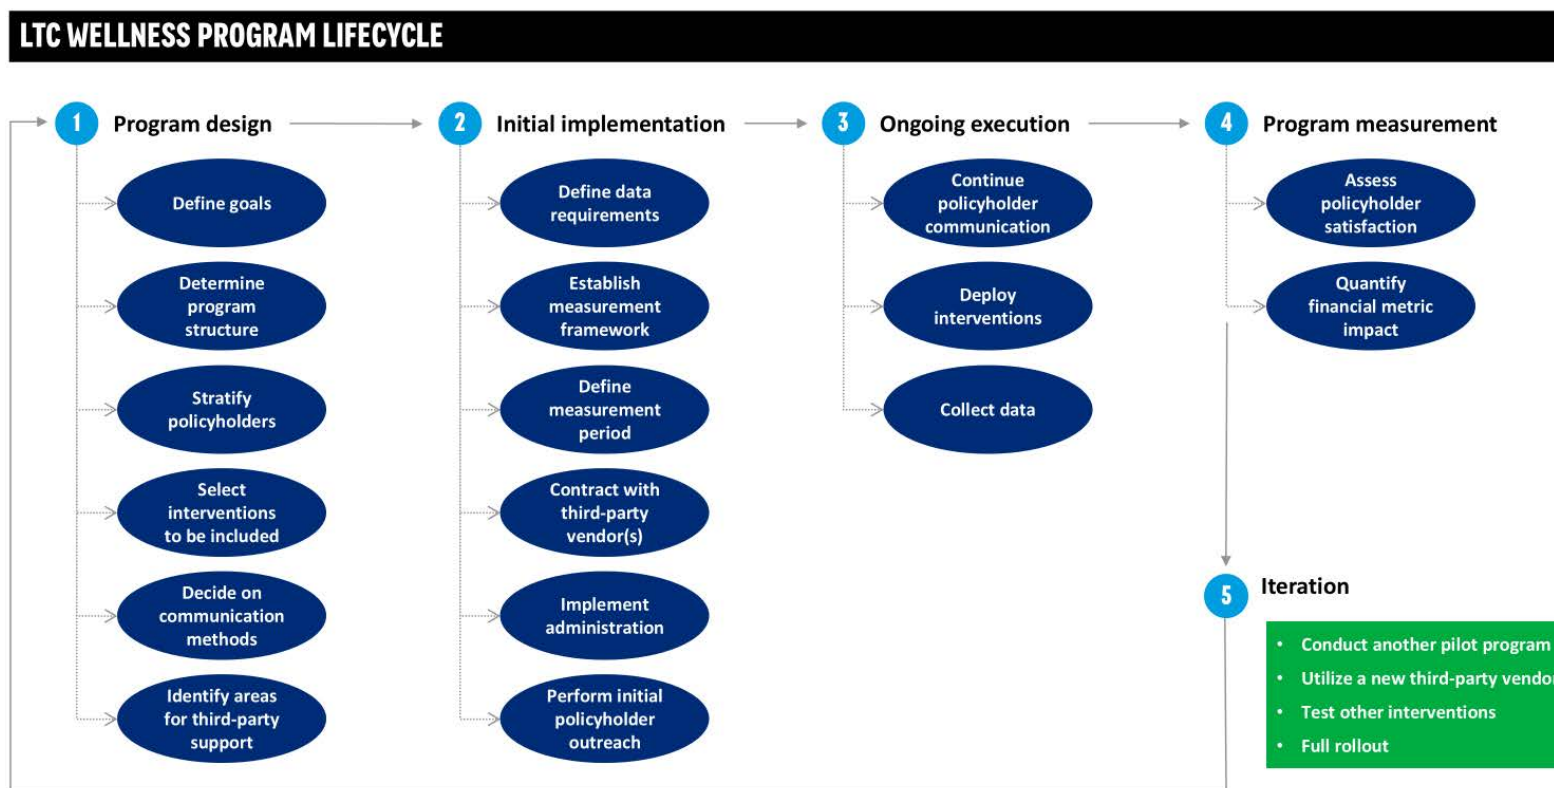 LTC WELLNESS PROGRAM LIFECYCLE
1 Program design
Define goals
Determine
program
structure
Stratify
policyholders
Select
interventions
to be included
Decide on
communication
methods
Identify areas
for third-party
support
2 Initial implementation
Define data
requirements
Establish
measurement
framework
Define
measurement
period
Contract with
third-party
vendor(s)
Implement
administration
Perform initial
policyholder
outreach
3 Ongoing execution
Continue
policyholder
communication
Deploy
interventions
Collect data
4 Program measurement
Assess
policyholder
satisfaction
Quantify
financial metric
impact
5 Iteration
• Conduct another pilot program
• Utilize a new third-party vendor
• Test other interventions
• Full rollout